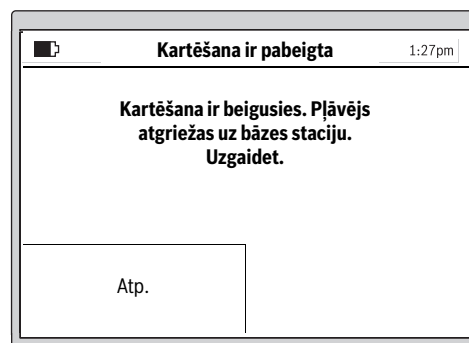 Kartēšana ir pabeigta 1:27pm
Kartēšana ir beigusies. Pļāvējs
atgriežas uz bāzes staciju.
Uzgaidet.
Atp.